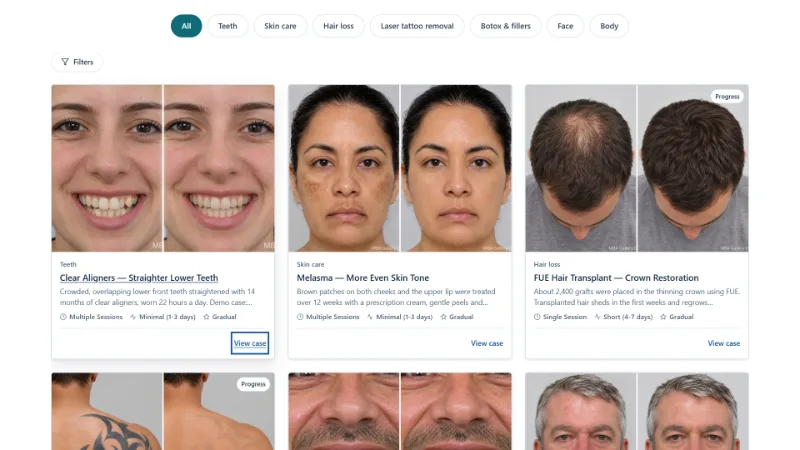 All
Teeth
Skin care
Hair loss
Laser tattoo removal
Botox & fillers
Face
Body
Filters
Progress
Teeth
Clear Aligners — Straighter Lower Teeth
Crowded, overlapping lower front teeth straightened with 14
months of clear aligners, worn 22 hours a day. Demo case:...
Multiple Sessions
Minimal (1-3 days)
Gradual
View case
Skin care
Melasma — More Even Skin Tone
Brown patches on both cheeks and the upper lip were treated
over 12 weeks with a prescription cream, gentle peels and...
Multiple Sessions
Minimal (1-3 days)
Gradual
View case
Hair loss
FUE Hair Transplant — Crown Restoration
About 2,400 grafts were placed in the thinning crown using FUE.
Transplanted hair sheds in the first weeks and regrows...
Single Session
Short (4-7 days)
Gradual
View case
Progress